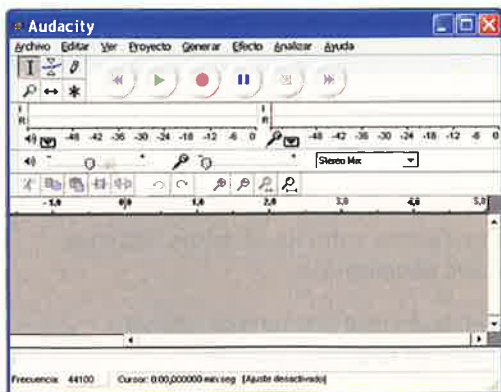 Audacity
Archivo Editar Ver Proyecto Generar Efecto Analizar Ayuda
L
R
-48 -42 -36 -30 -24 -18 -12 -6 0
L
R
-48 -42 -36 -30 -24 -18 -12 -6 0
- +
- +
Stereo Mix
-1,0 0,0 1,0 2,0 3,0 4,0 5,0
Frecuencia: 44100 Cursor: 0:00,000000 min:seg [Ajuste desactivado]